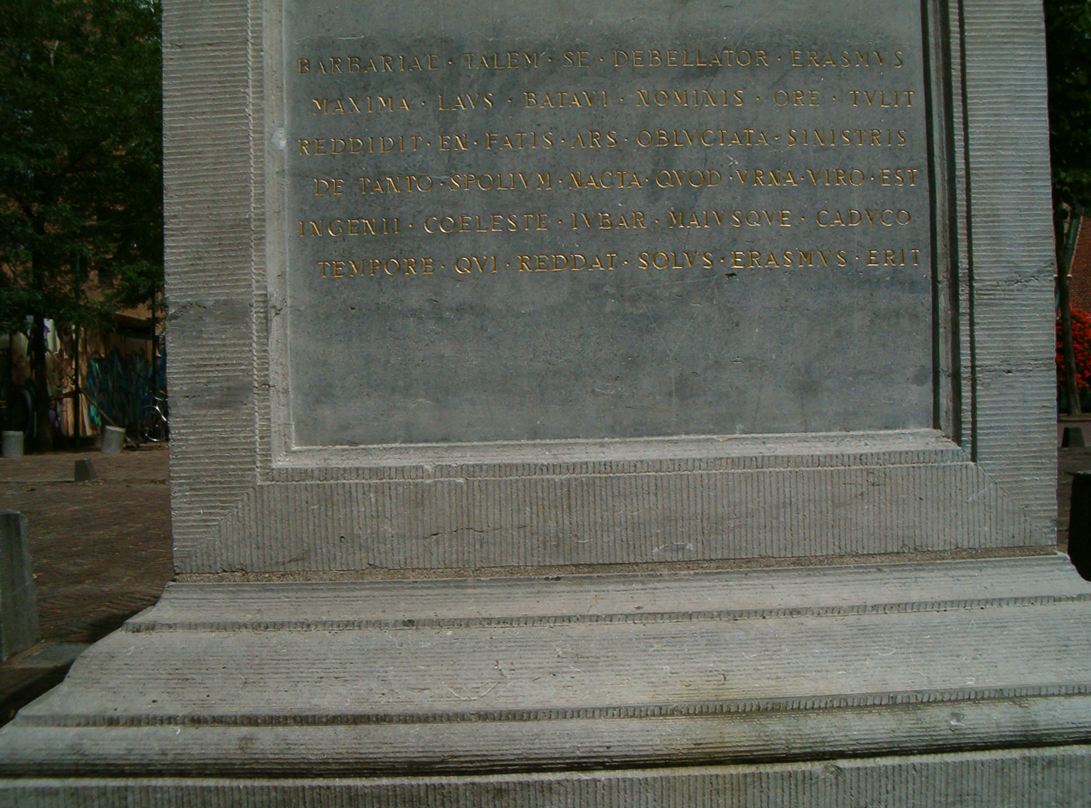 BARBARIAE · TALEM · SE · DEBELLATOR · ERASMVS
MAXIMA · LAVS · BATAVI · NOMINIS · ORE · TVLIT
REDDIDIT · EN · FATIS · ARS · OBLVCTATA · SINISTRIS
DE · TANTO · SPOLIVM · NACTA · QVOD · VRNA · VIRO · EST
INGENII · COELESTE · IVBAR · MAIVSQVE · CADVCO
TEMPORE · QVI · REDDAT · SOLVS · ERASMVS · ERIT